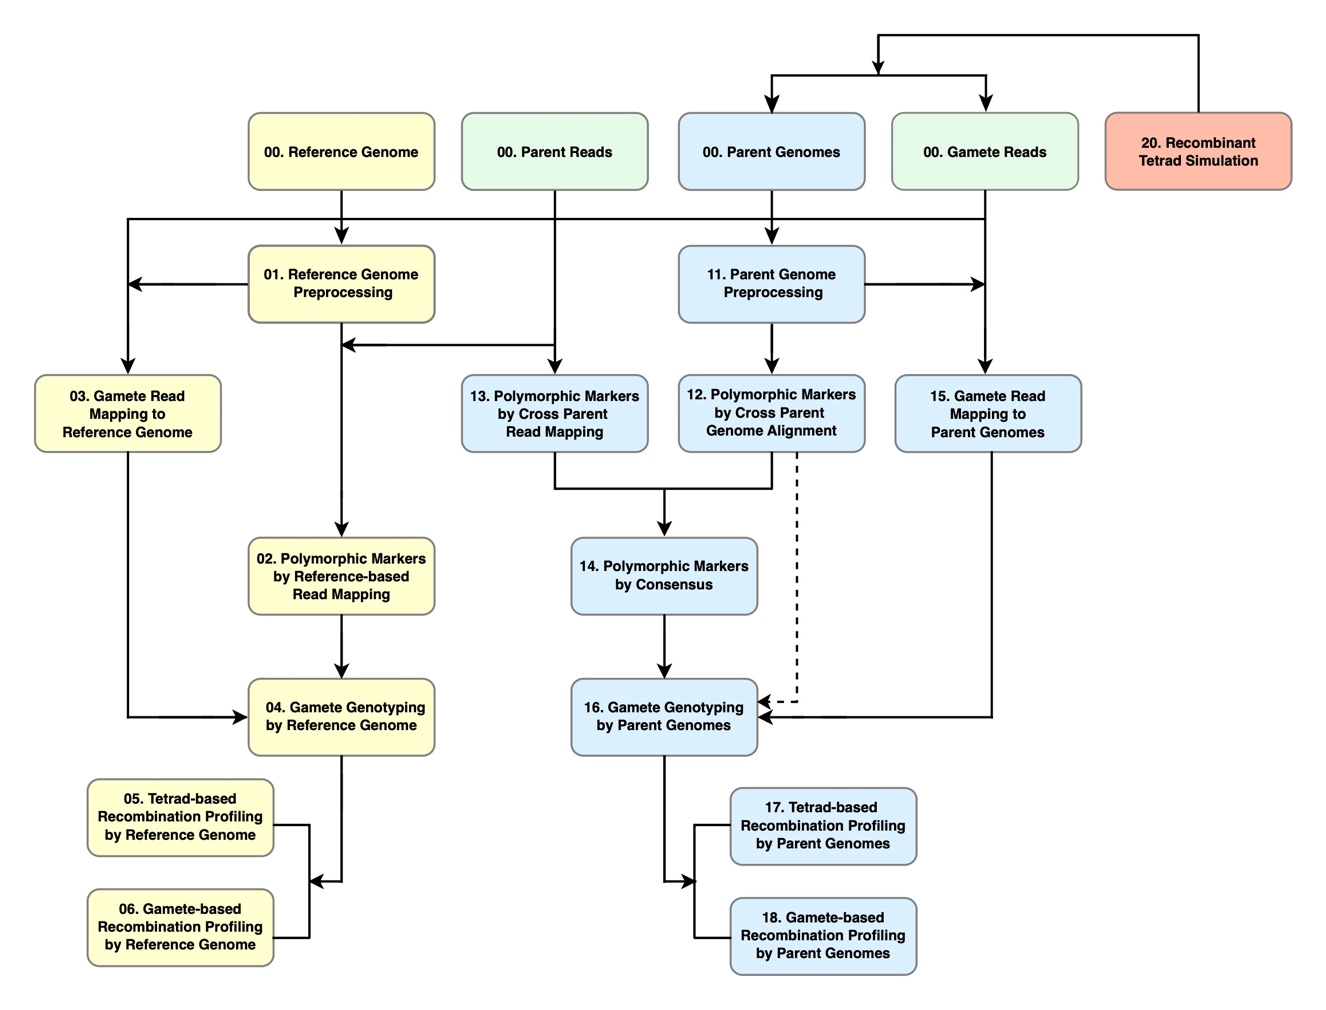 00. Reference Genome
00. Parent Reads
00. Parent Genomes
00. Gamete Reads
20. Recombinant
Tetrad Simulation
01. Reference Genome
Preprocessing
11. Parent Genome
Preprocessing
03. Gamete Read
Mapping to
Reference Genome
13. Polymorphic Markers
by Cross Parent
Read Mapping
12. Polymorphic Markers
by Cross Parent
Genome Alignment
15. Gamete Read
Mapping to
Parent Genomes
02. Polymorphic Markers
by Reference-based
Read Mapping
14. Polymorphic Markers
by Consensus
04. Gamete Genotyping
by Reference Genome
16. Gamete Genotyping
by Parent Genomes
05. Tetrad-based
Recombination Profiling
by Reference Genome
17. Tetrad-based
Recombination Profiling
by Parent Genomes
06. Gamete-based
Recombination Profiling
by Reference Genome
18. Gamete-based
Recombination Profiling
by Parent Genomes